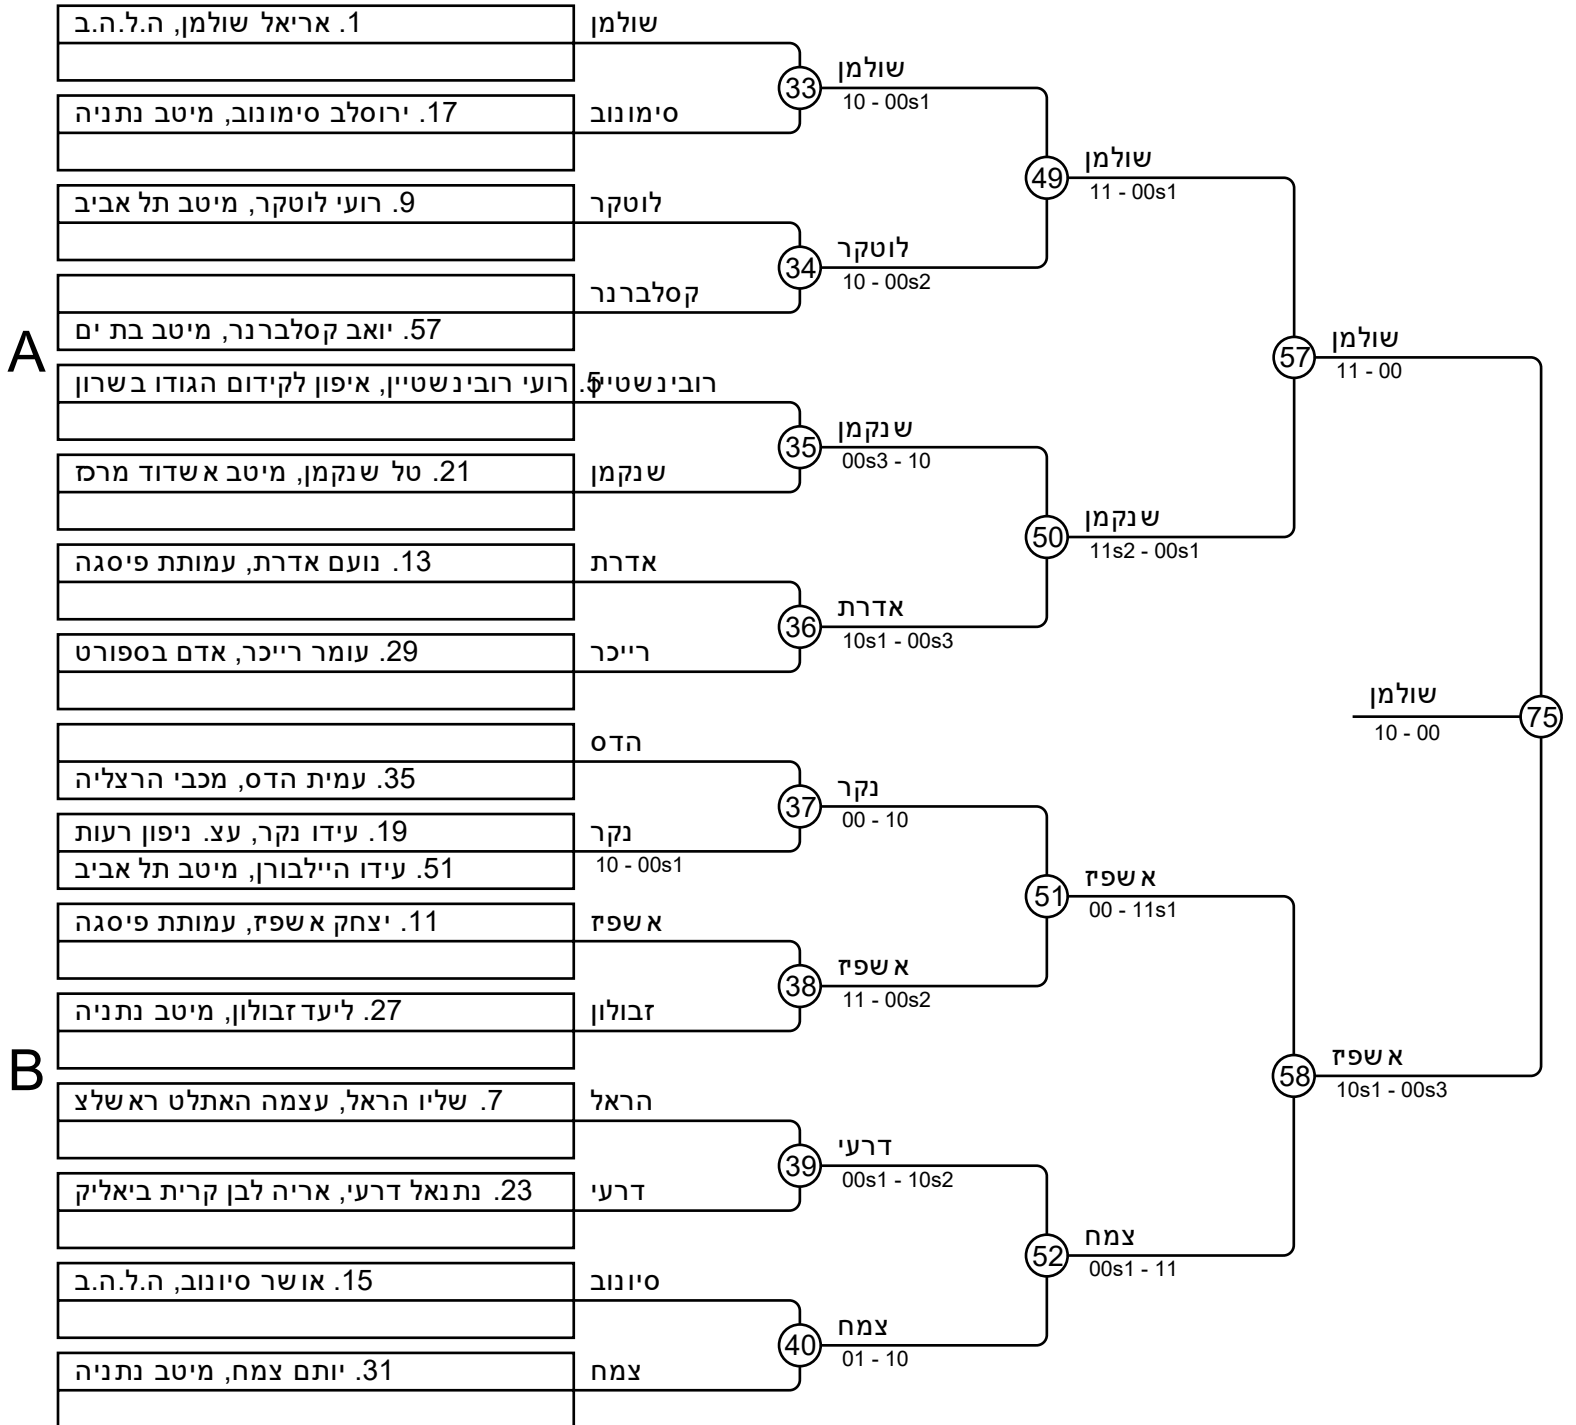 1. אריאל שולמן, ה.ל.ה.ב
שולמן
33
שולמן
10 - 00s1
17. ירוסלב סימונוב, מיטב נתניה
סימונוב
49
שולמן
11 - 00s1
9. רועי לוטקר, מיטב תל אביב
לוטקר
34
לוטקר
10 - 00s2
קסלברנר
57. יואב קסלברנר, מיטב בת ים
A
57
שולמן
11 - 00
5. רועי רובינשטיין, איפון לקידום הגודו בשרון
רובינשטיין
35
שנקמן
00s3 - 10
21. טל שנקמן, מיטב אשדוד מרכז
שנקמן
50
שנקמן
11s2 - 00s1
13. נועם אדרת, עמותת פיסגה
אדרת
36
אדרת
10s1 - 00s3
29. עומר רייכר, אדם בספורט
רייכר
75
שולמן
10 - 00
הדס
35. עמית הדס, מכבי הרצליה
37
נקר
00 - 10
19. עידו נקר, עצ. ניפון רעות
נקר
10 - 00s1
51. עידו היילבורן, מיטב תל אביב
51
אשפיז
00 - 11s1
11. יצחק אשפיז, עמותת פיסגה
אשפיז
38
אשפיז
11 - 00s2
27. ליעד זבולון, מיטב נתניה
זבולון
B
58
אשפיז
10s1 - 00s3
7. שליו הראל, עצמה האתלט ראשלצ
הראל
39
דרעי
00s1 - 10s2
23. נתנאל דרעי, אריה לבן קרית ביאליק
דרעי
52
צמח
00s1 - 11
15. אושר סיונוב, ה.ל.ה.ב
סיונוב
40
צמח
01 - 10
31. יותם צמח, מיטב נתניה
צמח